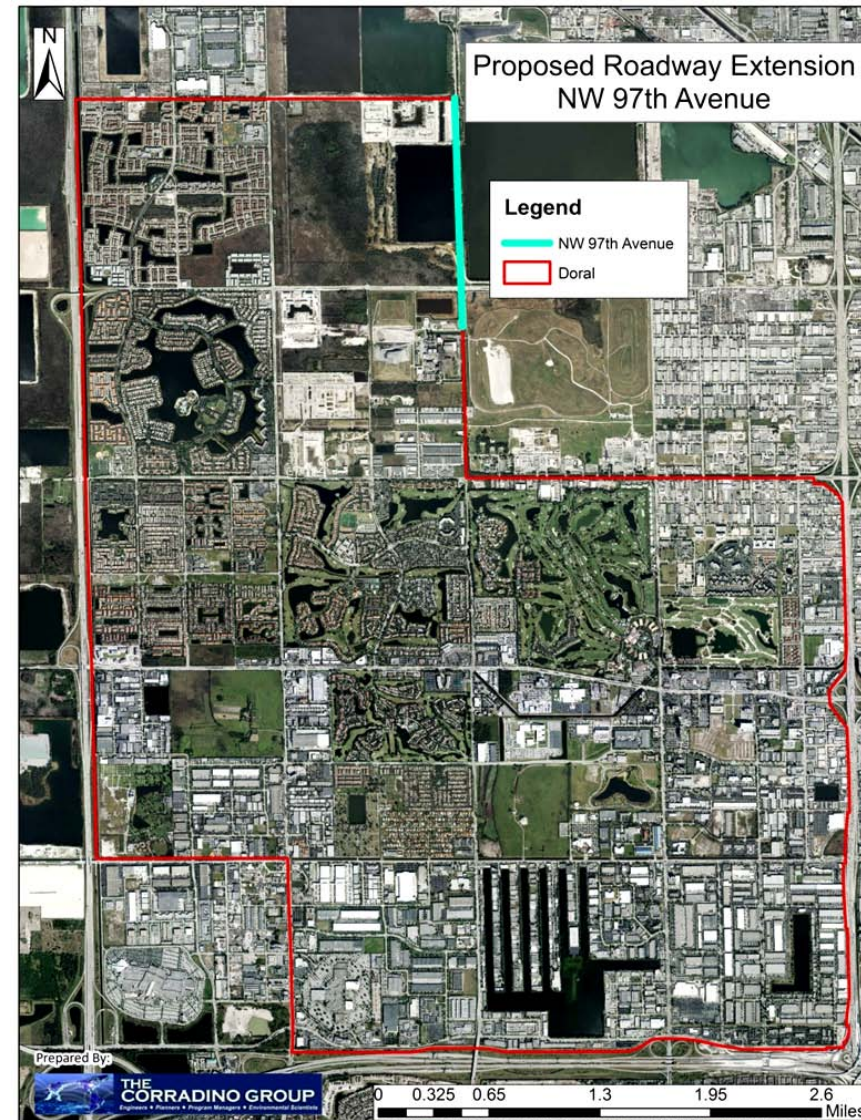 N
Proposed Roadway Extension
NW 97th Avenue
Legend
NW 97th Avenue
Doral
Prepared By:
THE
CORRADINO GROUP
Engineers • Planners • Program Managers • Environmental Scientists
0 0.325 0.65 1.3 1.95 2.6
Miles